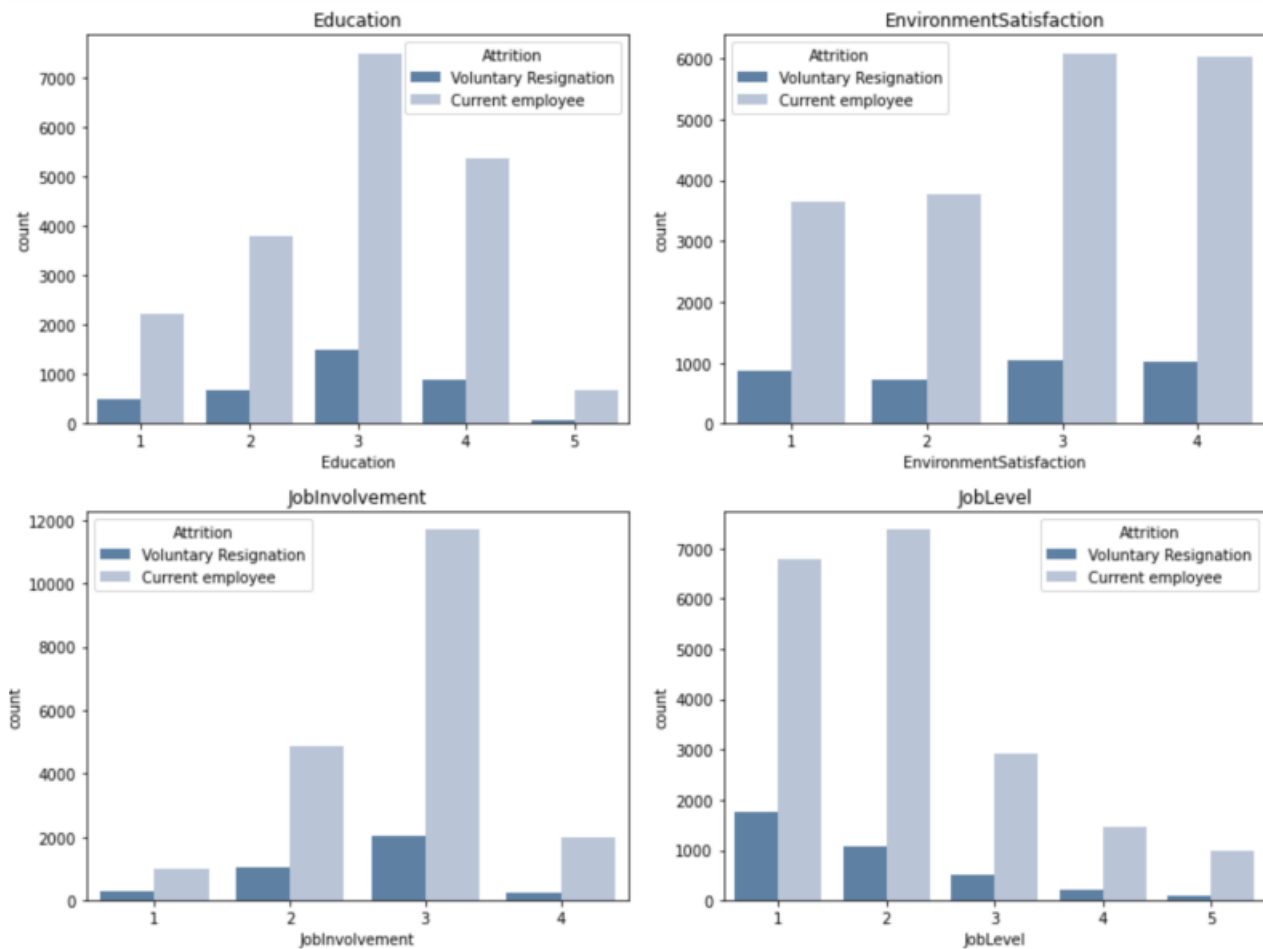 Education
Attrition
Voluntary Resignation
Current employee
7000
6000
5000
4000
3000
2000
1000
0
count
1 2 3 4 5
Education
EnvironmentSatisfaction
Attrition
Voluntary Resignation
Current employee
6000
5000
4000
3000
2000
1000
0
count
1 2 3 4
EnvironmentSatisfaction
JobInvolvement
Attrition
Voluntary Resignation
Current employee
12000
10000
8000
6000
4000
2000
0
count
1 2 3 4
JobInvolvement
JobLevel
Attrition
Voluntary Resignation
Current employee
7000
6000
5000
4000
3000
2000
1000
0
count
1 2 3 4 5
JobLevel